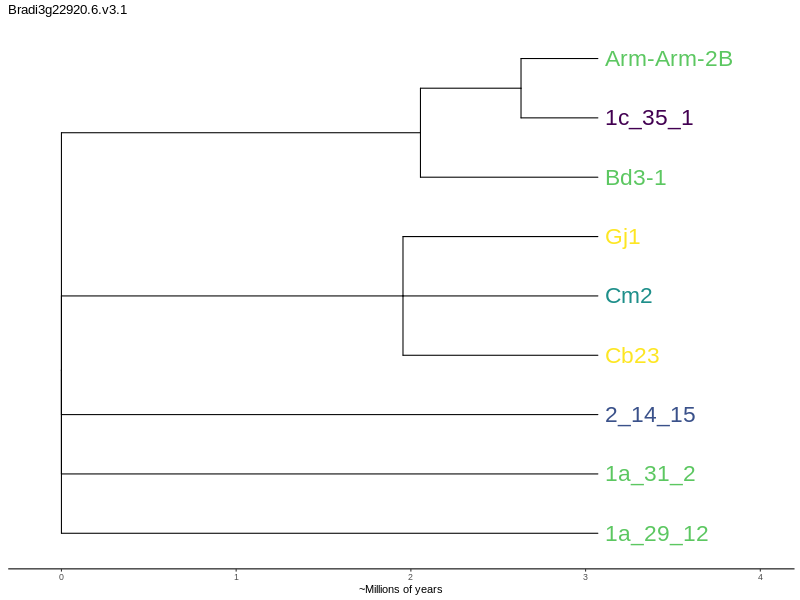 Bradi3g22920.6.v3.1
Arm-Arm-2B
1c_35_1
Bd3-1
Gj1
Cm2
Cb23
2_14_15
1a_31_2
1a_29_12
0 1 2 3 4
~Millions of years